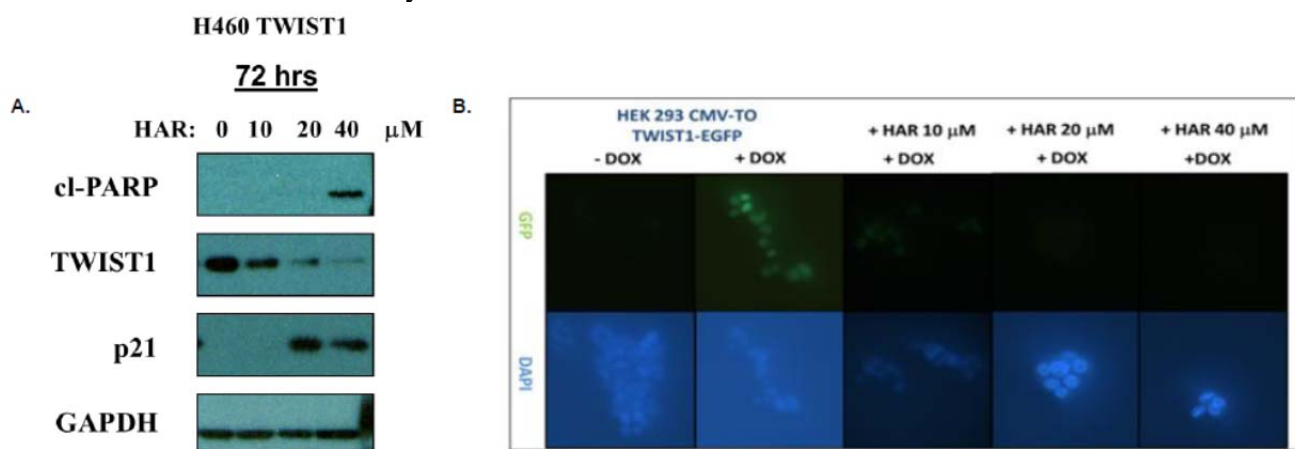 H460 TWIST1
72 hrs
A.
HAR: 0 10 20 40 μM
cl-PARP
TWIST1
p21
GAPDH
B.
HEK 293 CMV-TO
TWIST1-EGFP
- DOX
+ DOX
+ HAR 10 μM
+ DOX
+ HAR 20 μM
+ DOX
+ HAR 40 μM
+DOX
GFP
DAPI